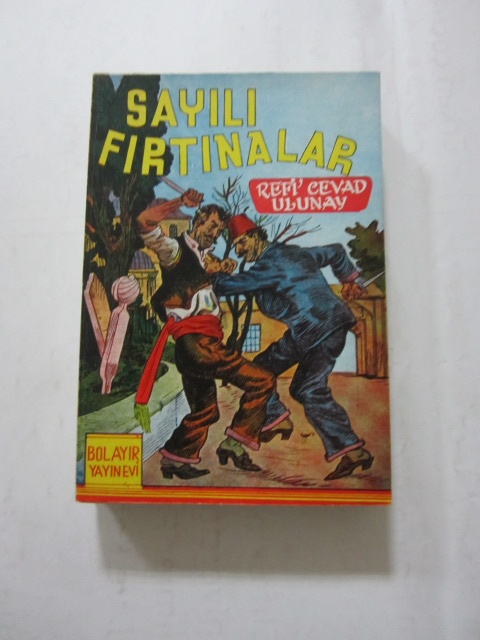 SAYILI
FIRTINALAR
REFİ' CEVAD
ULUNAY
BOLAYIR
YAYINEVİ